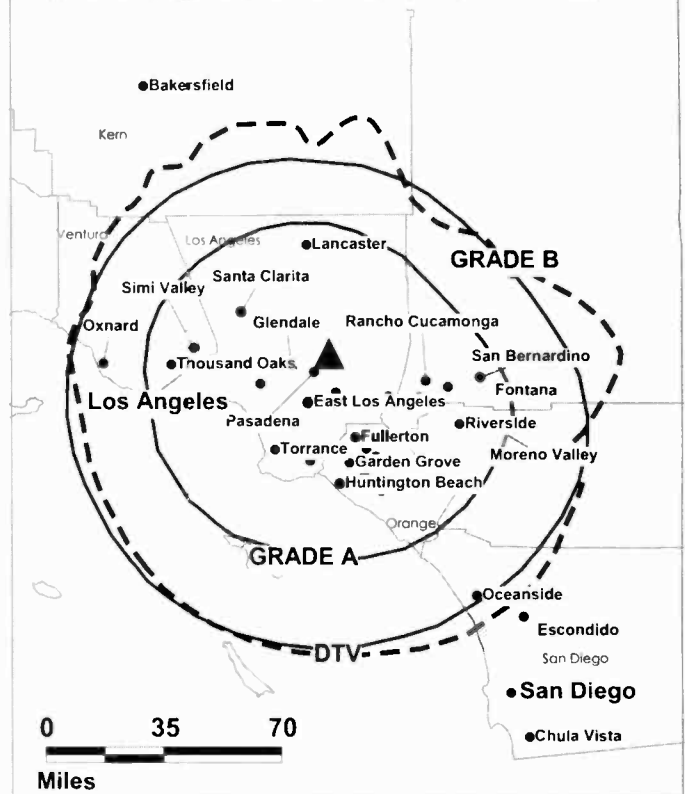 Bakersfield
Kern
Ventura
Los Angeles
Lancaster
GRADE B
Santa Clarita
Simi Valley
Oxnard
Glendale
Rancho Cucamonga
San Bernardino
Thousand Oaks
Fontana
Los Angeles
East Los Angeles
Pasadena
Riverside
Fullerton
Torrance
Moreno Valley
Garden Grove
Huntington Beach
Orange
GRADE A
Oceanside
Escondido
DTV
San Diego
San Diego
0 35 70
Chula Vista
Miles